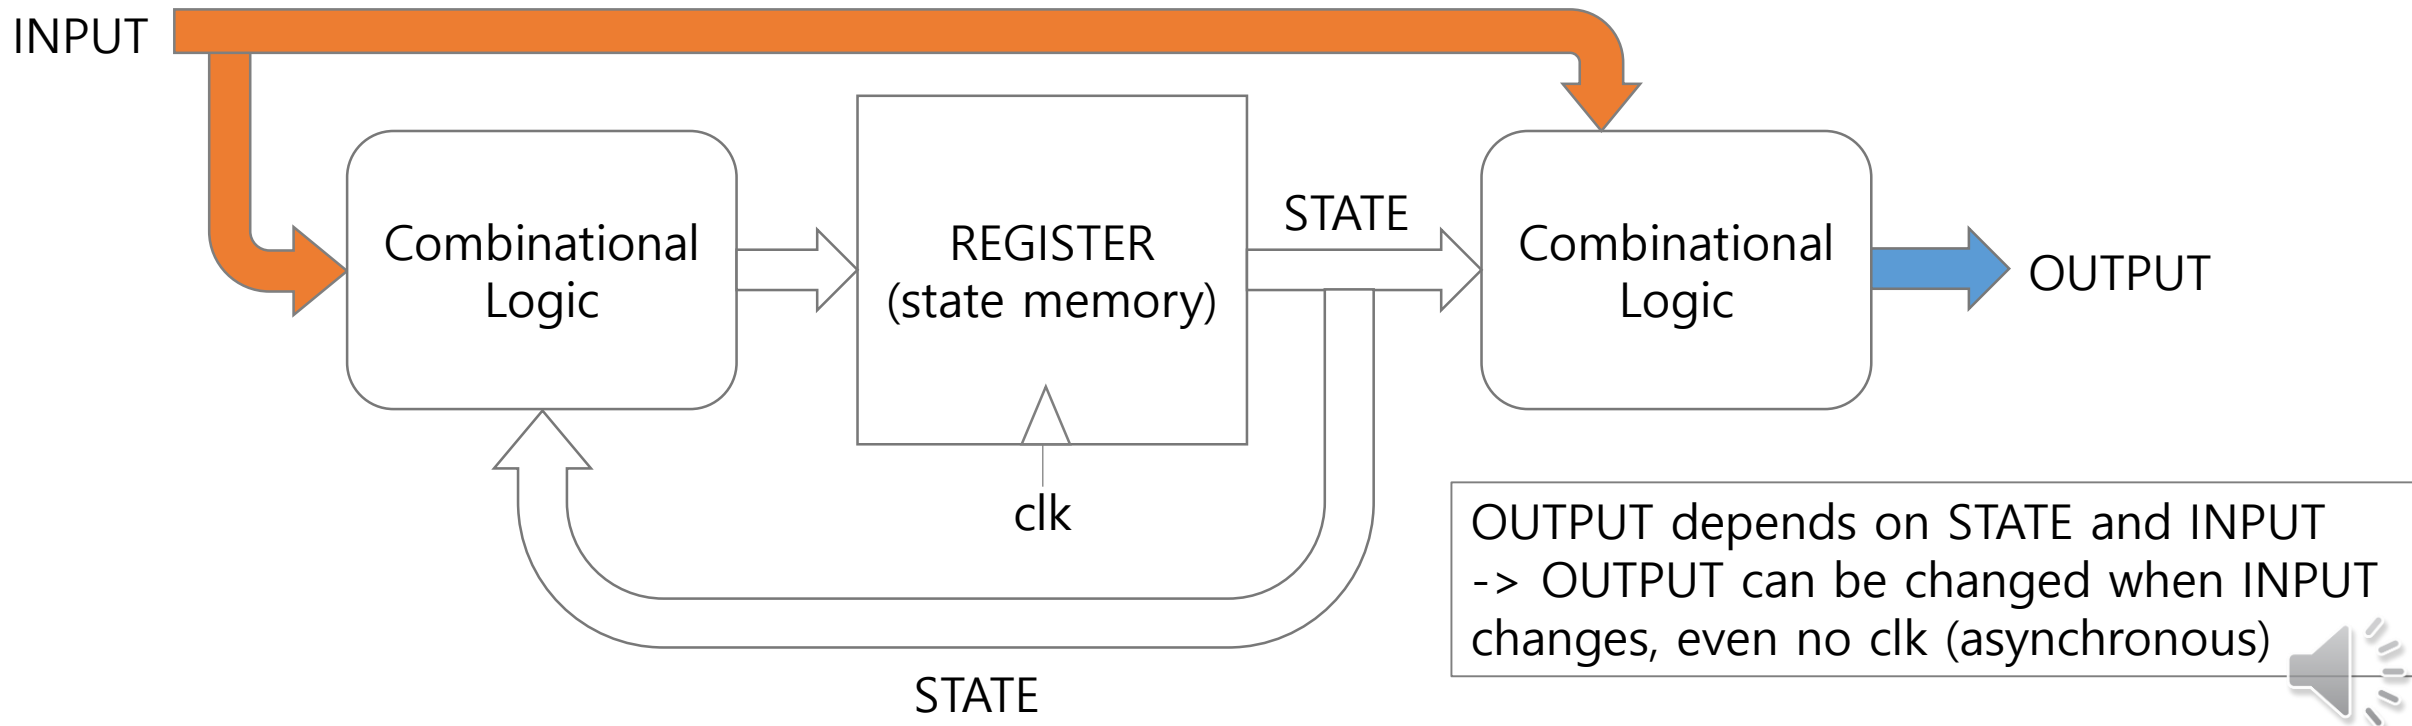 INPUT
Combinational
Logic
REGISTER
(state memory)
clk
STATE
Combinational
Logic
OUTPUT
STATE
OUTPUT depends on STATE and INPUT
-> OUTPUT can be changed when INPUT
changes, even no clk (asynchronous)